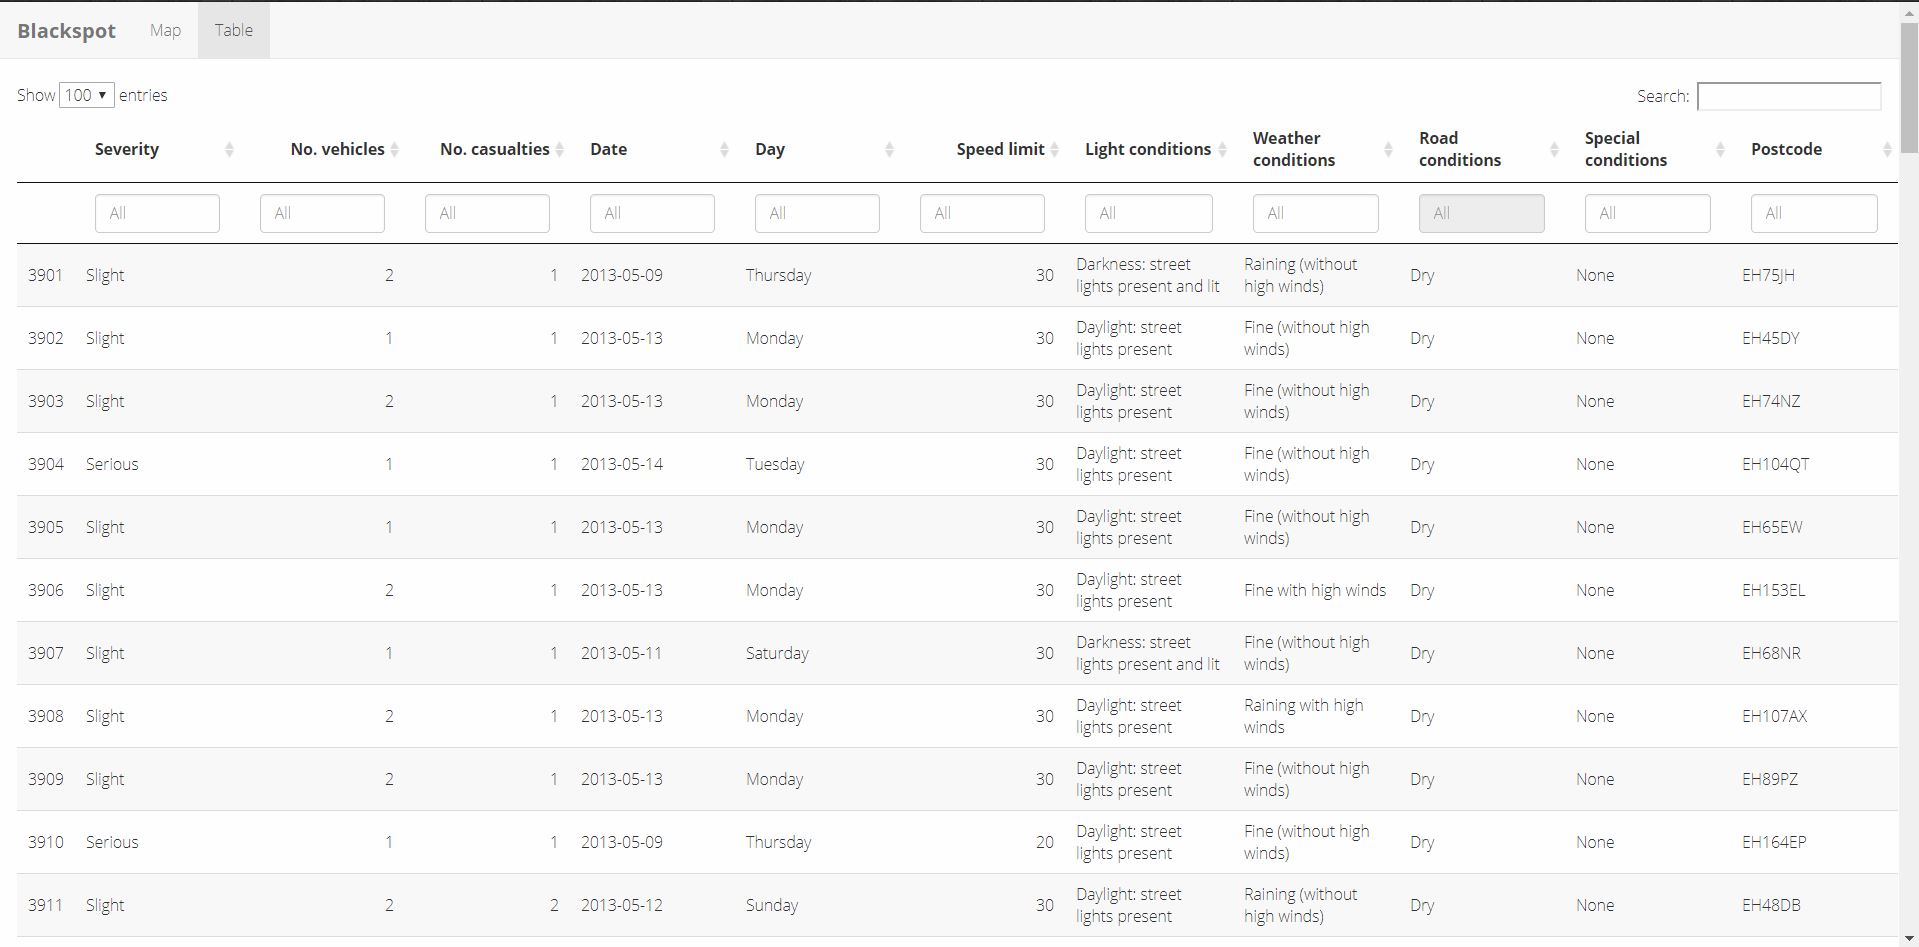 Blackspot Map Table
Show 100 entries Search:
Severity No. vehicles No. casualties Date Day Speed limit Light conditions Weather conditions Road conditions Special conditions Postcode
All All All All All All All All All All All
3901 Slight 2 1 2013-05-09 Thursday 30 Darkness: street lights present and lit Raining (without high winds) Dry None EH75JH
3902 Slight 1 1 2013-05-13 Monday 30 Daylight: street lights present Fine (without high winds) Dry None EH45DY
3903 Slight 2 1 2013-05-13 Monday 30 Daylight: street lights present Fine (without high winds) Dry None EH74NZ
3904 Serious 1 1 2013-05-14 Tuesday 30 Daylight: street lights present Fine (without high winds) Dry None EH104QT
3905 Slight 1 1 2013-05-13 Monday 30 Daylight: street lights present Fine (without high winds) Dry None EH65EW
3906 Slight 2 1 2013-05-13 Monday 30 Daylight: street lights present Fine with high winds Dry None EH153EL
3907 Slight 1 1 2013-05-11 Saturday 30 Darkness: street lights present and lit Fine (without high winds) Dry None EH68NR
3908 Slight 2 1 2013-05-13 Monday 30 Daylight: street lights present Raining with high winds Dry None EH107AX
3909 Slight 2 1 2013-05-13 Monday 30 Daylight: street lights present Fine (without high winds) Dry None EH89PZ
3910 Serious 1 1 2013-05-09 Thursday 20 Daylight: street lights present Fine (without high winds) Dry None EH164EP
3911 Slight 2 2 2013-05-12 Sunday 30 Daylight: street lights present Raining (without high winds) Dry None EH48DB